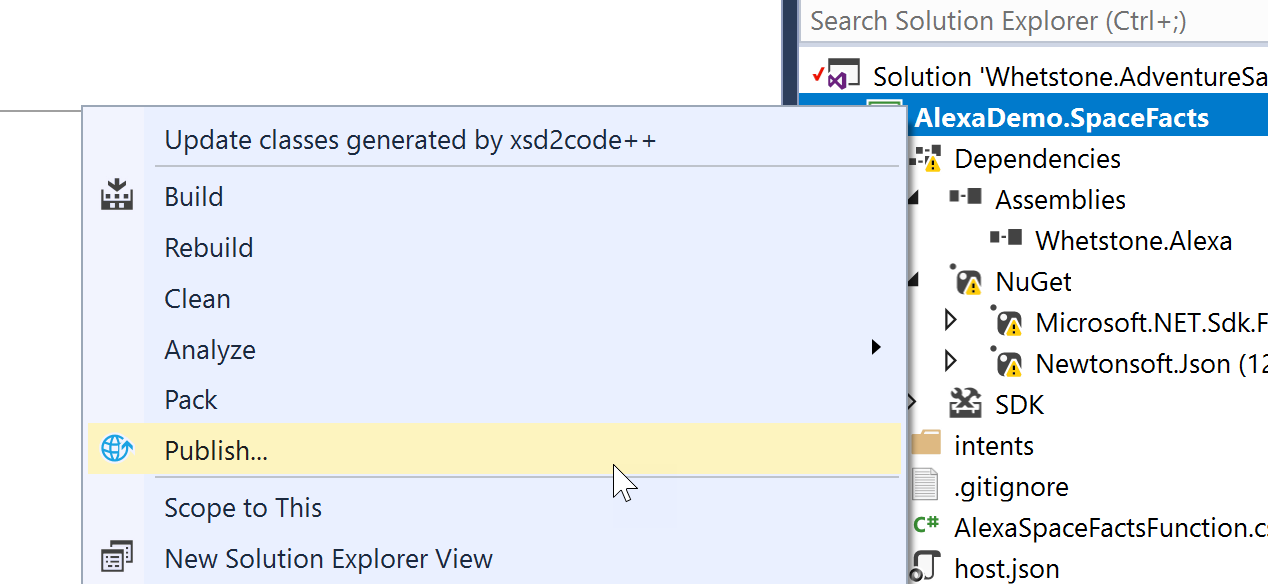 Search Solution Explorer (Ctrl+;)
Solution 'Whetstone.AdventureSa
AlexaDemo.SpaceFacts
Dependencies
Assemblies
Whetstone.Alexa
NuGet
Microsoft.NET.Sdk.F
Newtonsoft.Json (12
SDK
intents
.gitignore
C# AlexaSpaceFactsFunction.cs
host.json
Update classes generated by xsd2code++
Build
Rebuild
Clean
Analyze
Pack
Publish...
Scope to This
New Solution Explorer View